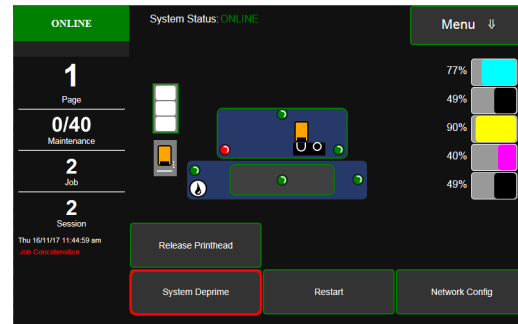 ONLINE
System Status: ONLINE
Menu ⇓
1
Page
0/40
Maintenance
2
Job
2
Session
Thu 16/11/17 11:44:59 am
Job Concatenation
77%
49%
90%
40%
49%
Release Printhead
System Deprime
Restart
Network Config